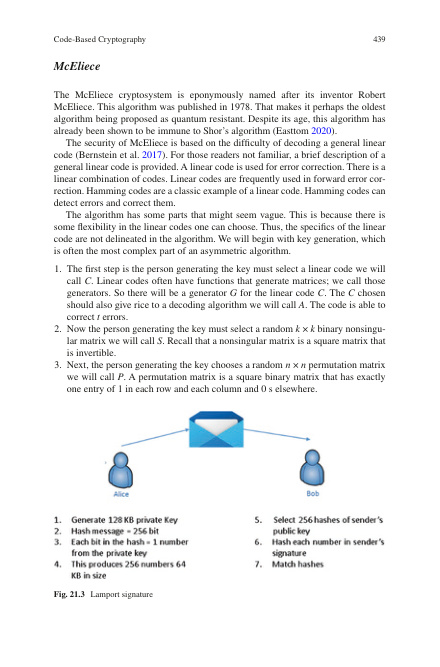 Code-Based Cryptography 439
McEliece
The McEliece cryptosystem is eponymously named after its inventor Robert
McEliece. This algorithm was published in 1978. That makes it perhaps the oldest
algorithm being proposed as quantum resistant. Despite its age, this algorithm has
already been shown to be immune to Shor's algorithm (Easttom 2020).
The security of McEliece is based on the difficulty of decoding a general linear
code (Bernstein et al. 2017). For those readers not familiar, a brief description of a
general linear code is provided. A linear code is used for error correction. There is a
linear combination of codes. Linear codes are frequently used in forward error cor-
rection. Hamming codes are a classic example of a linear code. Hamming codes can
detect errors and correct them.
The algorithm has some parts that might seem vague. This is because there is
some flexibility in the linear codes one can choose. Thus, the specifics of the linear
code are not delineated in the algorithm. We will begin with key generation, which
is often the most complex part of an asymmetric algorithm.
1. The first step is the person generating the key must select a linear code we will
call C. Linear codes often have functions that generate matrices; we call those
generators. So there will be a generator G for the linear code C. The C chosen
should also give rice to a decoding algorithm we will call A. The code is able to
correct t errors.
2. Now the person generating the key must select a random k × k binary nonsingu-
lar matrix we will call S. Recall that a nonsingular matrix is a square matrix that
is invertible.
3. Next, the person generating the key chooses a random n × n permutation matrix
we will call P. A permutation matrix is a square binary matrix that has exactly
one entry of 1 in each row and each column and 0 s elsewhere.
Alice
Bob
1. Generate 128 KB private Key
2. Hash message = 256 bit
3. Each bit in the hash = 1 number
from the private key
4. This produces 256 numbers 64
KB in size
5. Select 256 hashes of sender's
public key
6. Hash each number in sender's
signature
7. Match hashes
Fig. 21.3 Lamport signature